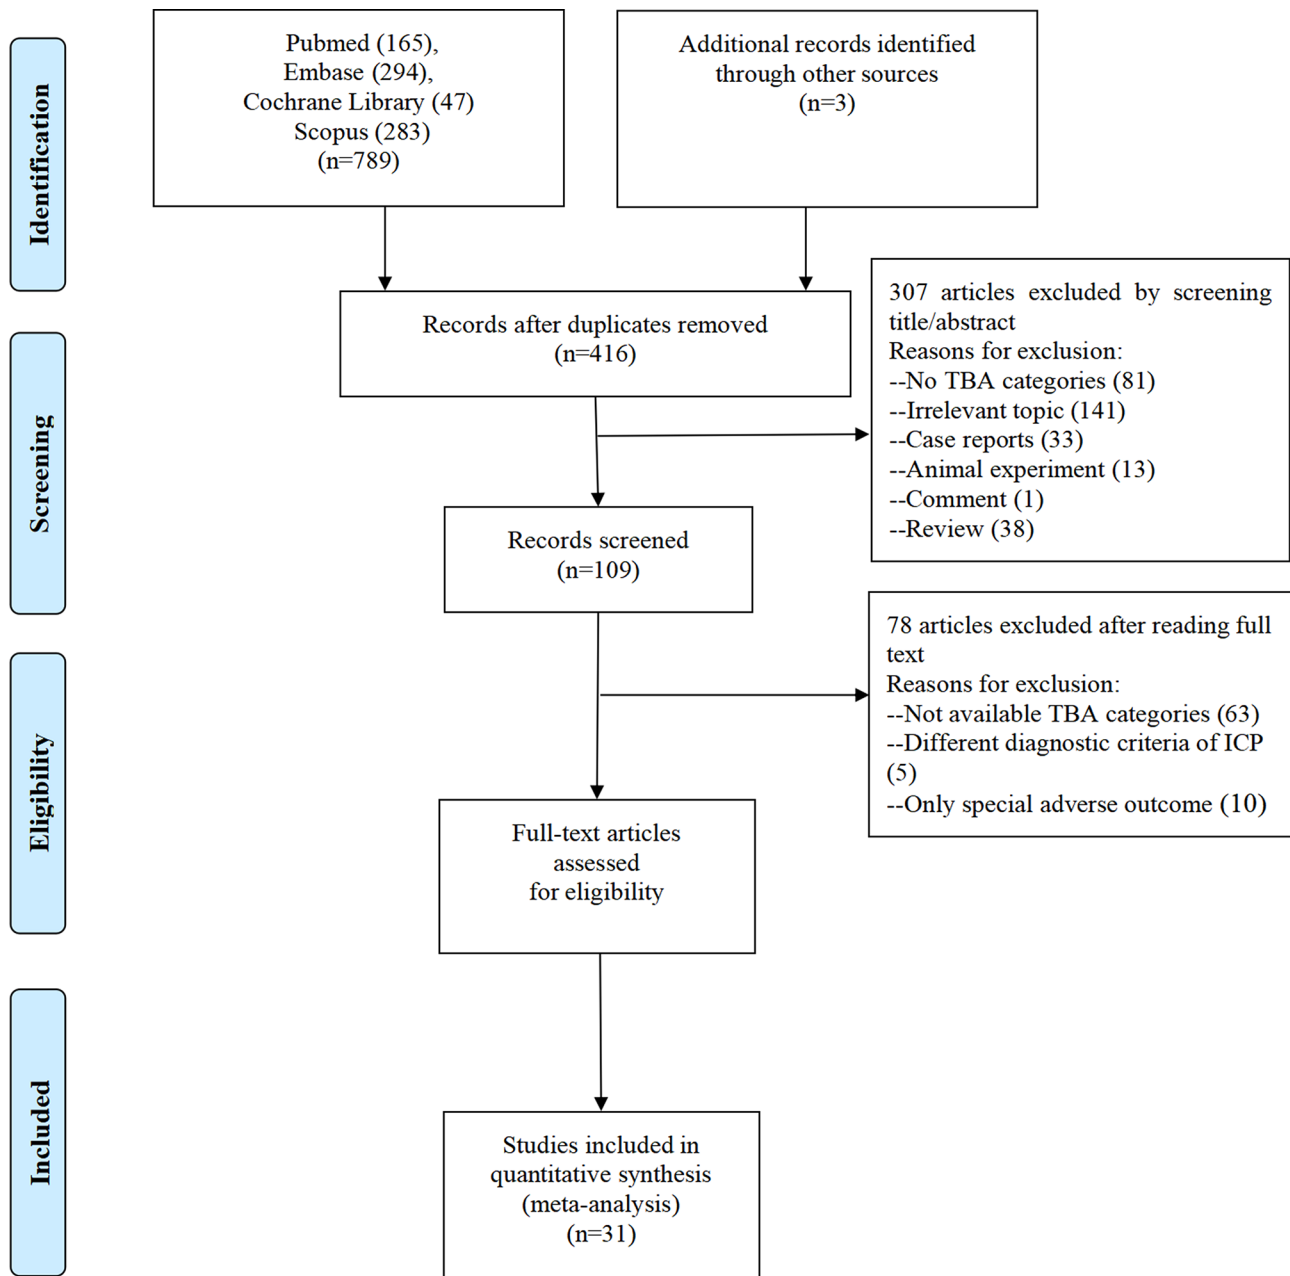 Identification
Pubmed (165),
Embase (294),
Cochrane Library (47)
Scopus (283)
(n=789)
Additional records identified
through other sources
(n=3)
Records after duplicates removed
(n=416)
307 articles excluded by screening
title/abstract
Reasons for exclusion:
--No TBA categories (81)
--Irrelevant topic (141)
--Case reports (33)
--Animal experiment (13)
--Comment (1)
--Review (38)
Screening
Records screened
(n=109)
78 articles excluded after reading full
text
Reasons for exclusion:
--Not available TBA categories (63)
--Different diagnostic criteria of ICP
(5)
--Only special adverse outcome (10)
Eligibility
Full-text articles
assessed
for eligibility
Included
Studies included in
quantitative synthesis
(meta-analysis)
(n=31)